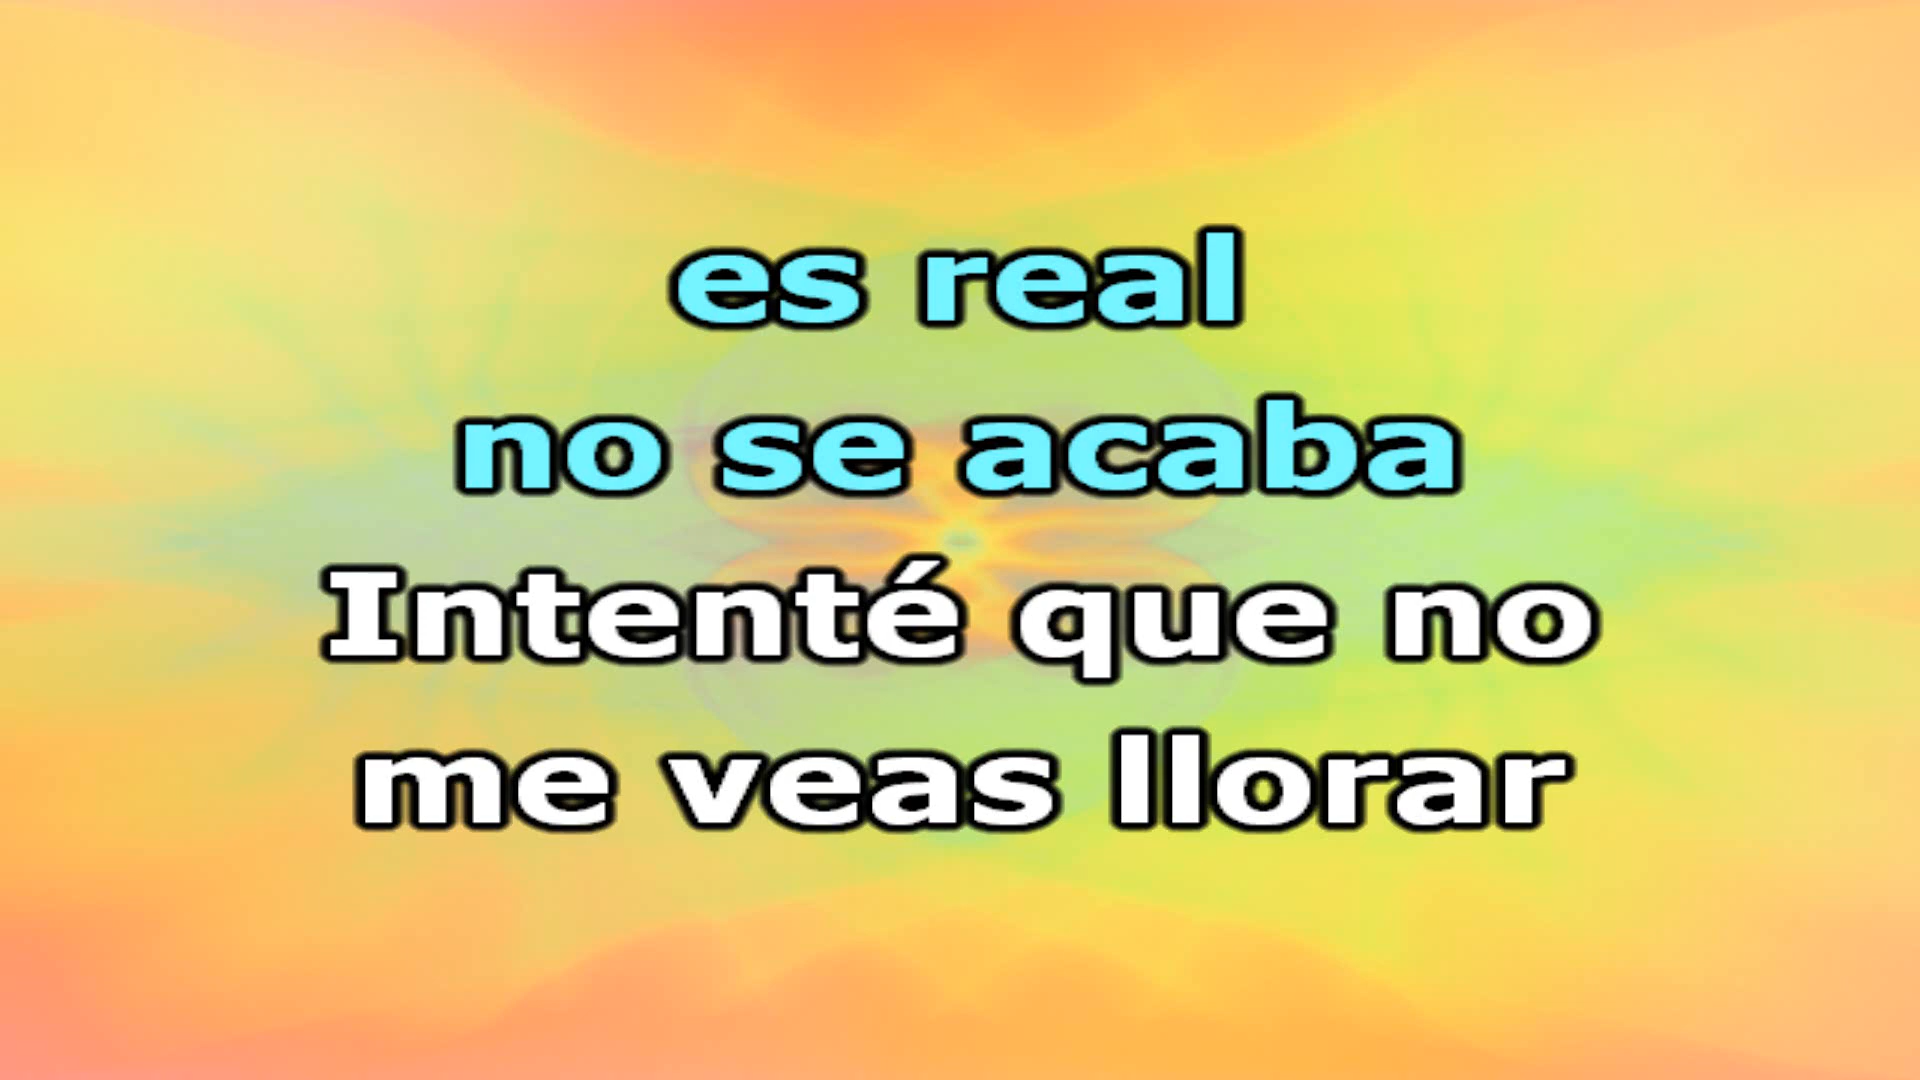 es real
no se acaba
Intenté que no
me veas llorar